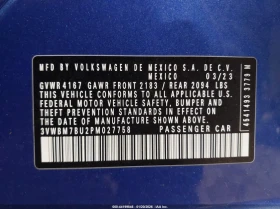 MFD BY VOLKSWAGEN DE MEXICO S.A. DE C.V.
MEXICO 03/23
GVWR 4167 GAWR FRONT 2183 / REAR 2094 LBS
THIS VEHICLE CONFORMS TO ALL APPLICABLE U.S.
FEDERAL MOTOR VEHICLE SAFETY, BUMPER AND
THEFT PREVENTION STANDARDS IN EFFECT ON
THE DATE OF MANUFACTURE SHOWN ABOVE.
3VWBM7BU2PM027758 PASSENGER CAR
4541493 3779 N